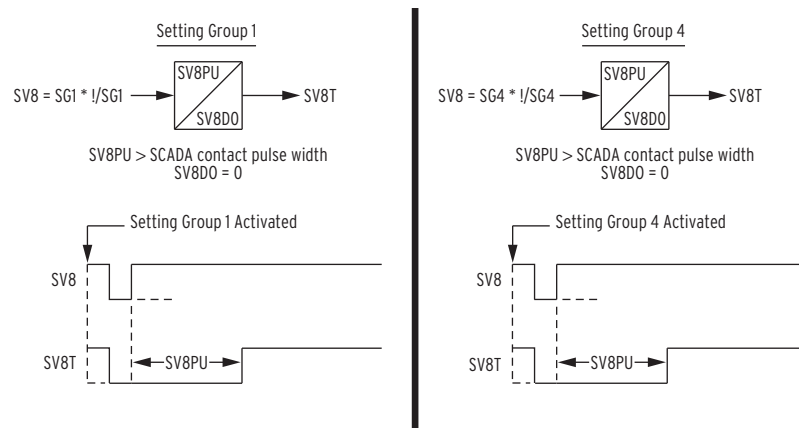 Setting Group 1
SV8PU
SV8 = SG1 * !/SG1
SV8T
SV8DO
SV8PU > SCADA contact pulse width
SV8DO = 0
Setting Group 1 Activated
SV8
SV8T
SV8PU
Setting Group 4
SV8PU
SV8 = SG4 * !/SG4
SV8T
SV8DO
SV8PU > SCADA contact pulse width
SV8DO = 0
Setting Group 4 Activated
SV8
SV8T
SV8PU